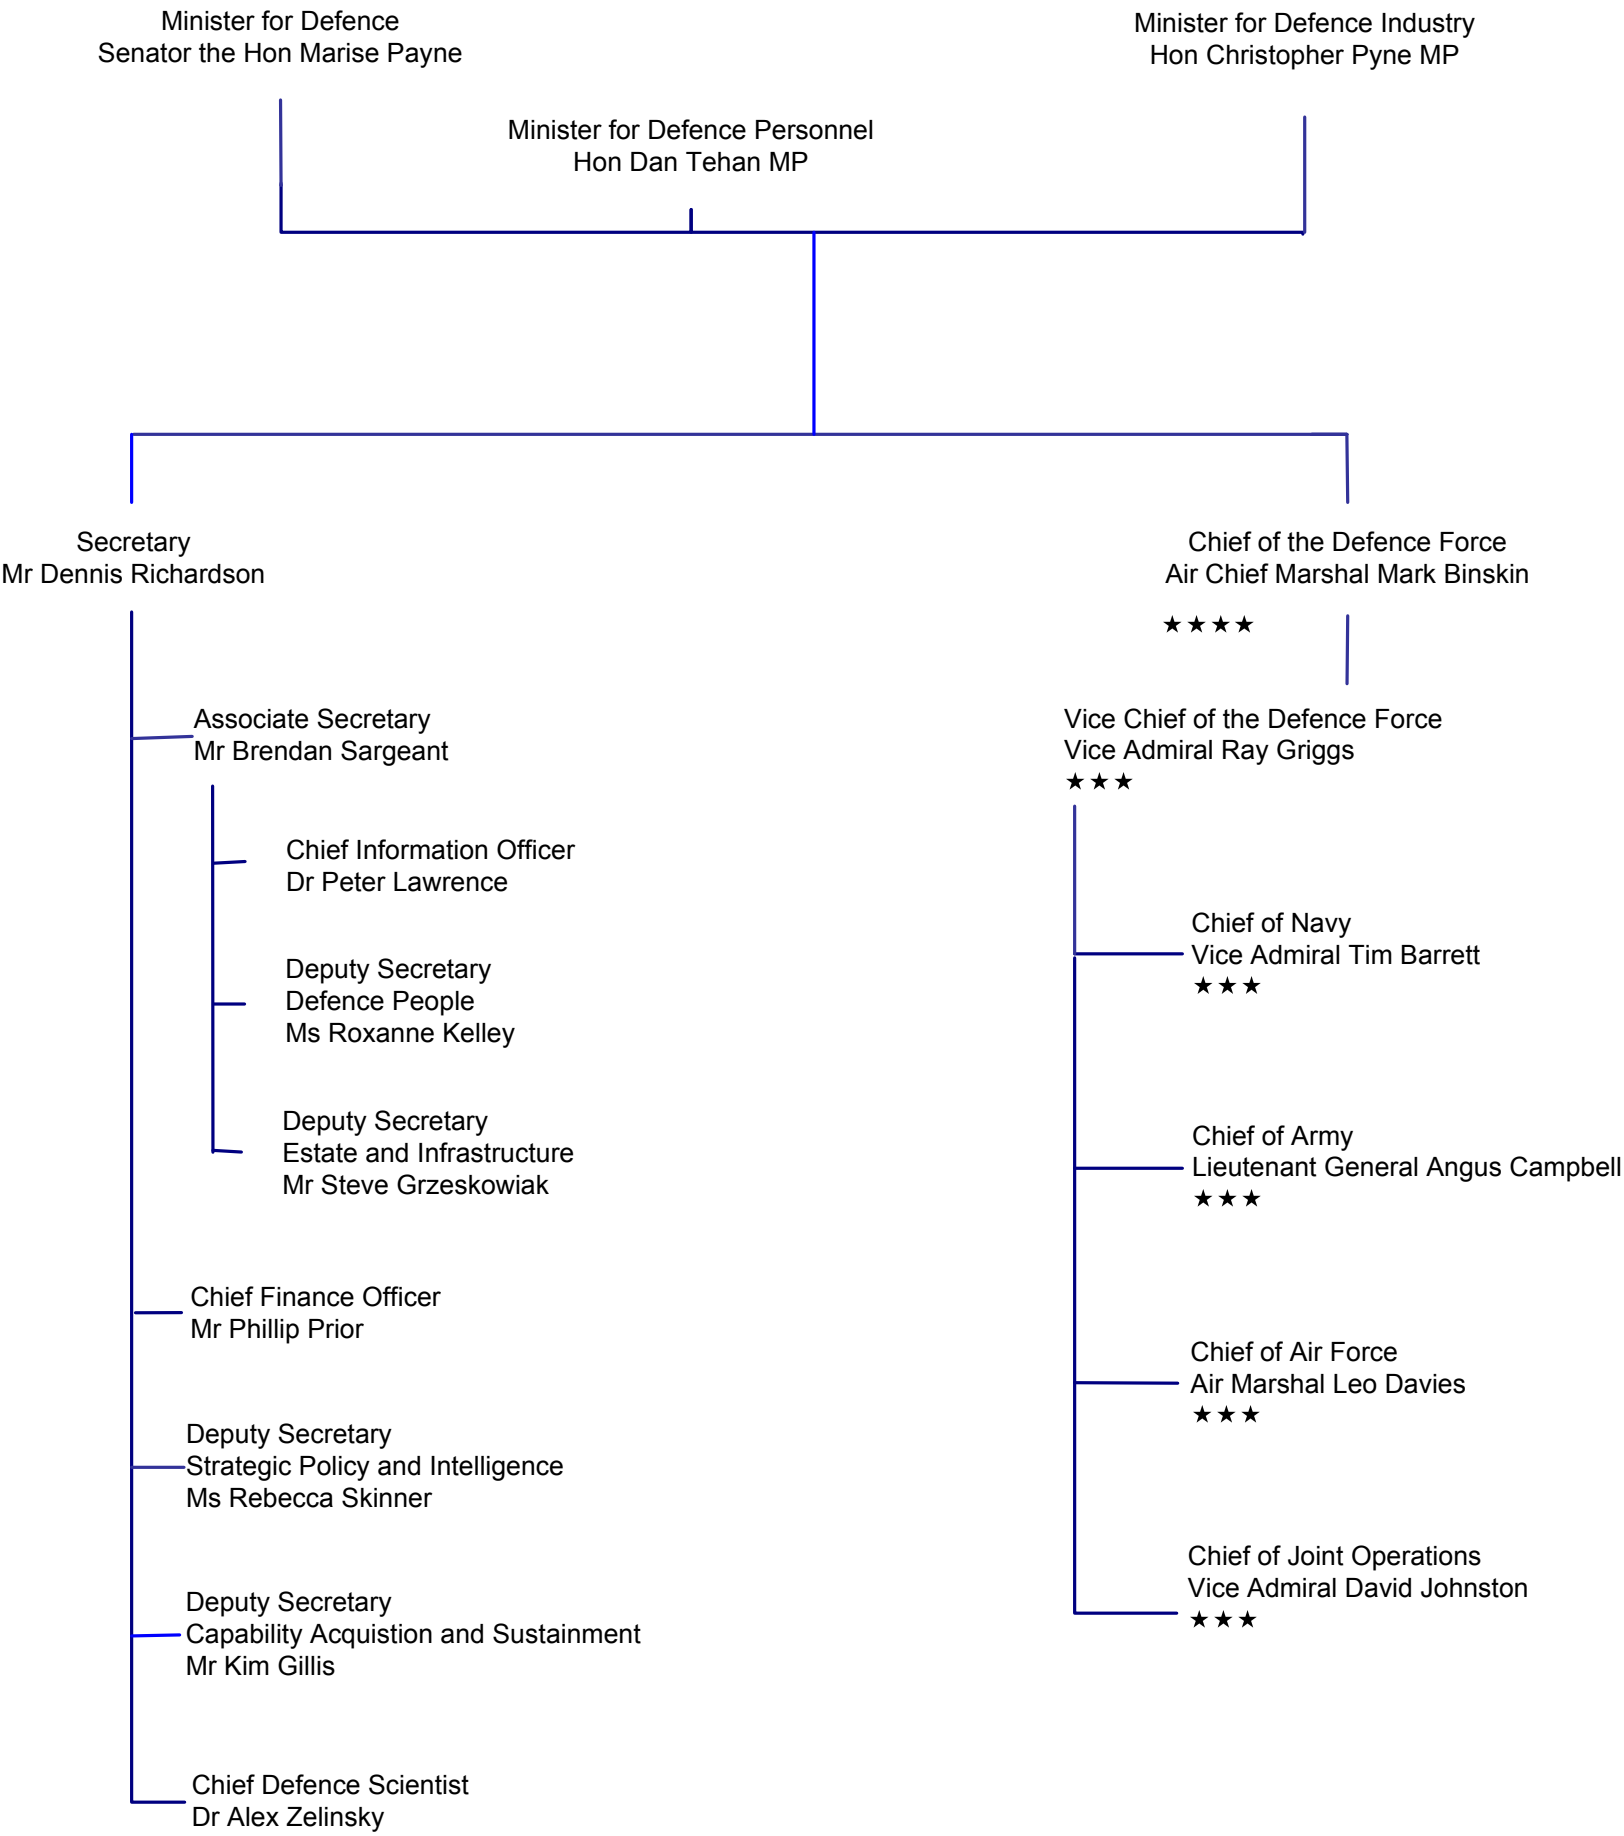 Minister for Defence
Senator the Hon Marise Payne
Minister for Defence Industry
Hon Christopher Pyne MP
Minister for Defence Personnel
Hon Dan Tehan MP
Secretary
Mr Dennis Richardson
Chief of the Defence Force
Air Chief Marshal Mark Binskin
★★★★
Associate Secretary
Mr Brendan Sargeant
Chief Information Officer
Dr Peter Lawrence
Deputy Secretary
Defence People
Ms Roxanne Kelley
Deputy Secretary
Estate and Infrastructure
Mr Steve Grzeskowiak
Chief Finance Officer
Mr Phillip Prior
Deputy Secretary
Strategic Policy and Intelligence
Ms Rebecca Skinner
Deputy Secretary
Capability Acquistion and Sustainment
Mr Kim Gillis
Chief Defence Scientist
Dr Alex Zelinsky
Vice Chief of the Defence Force
Vice Admiral Ray Griggs
★★★
Chief of Navy
Vice Admiral Tim Barrett
★★★
Chief of Army
Lieutenant General Angus Campbell
★★★
Chief of Air Force
Air Marshal Leo Davies
★★★
Chief of Joint Operations
Vice Admiral David Johnston
★★★